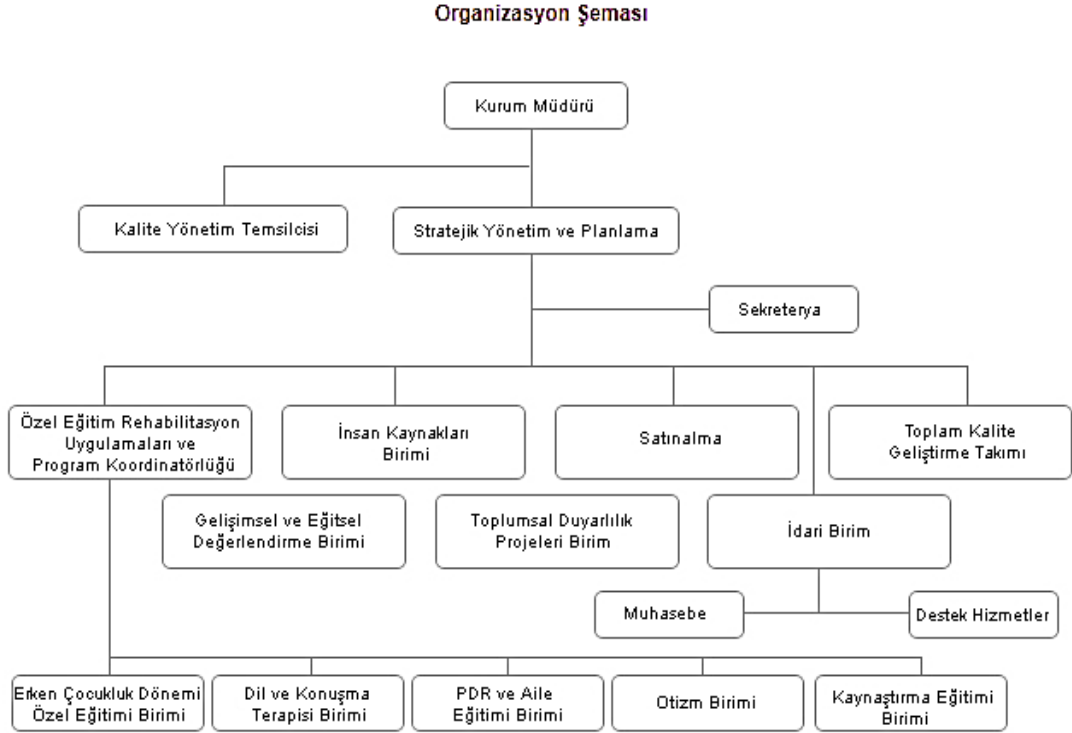 Organizasyon Şeması
Kurum Müdürü
Kalite Yönetim Temsilcisi
Stratejik Yönetim ve Planlama
Sekreterya
Özel Eğitim Rehabilitasyon
Uygulamaları ve
Program Koordinatörlüğü
İnsan Kaynakları
Birimi
Satınalma
Toplam Kalite
Geliştirme Takımı
Gelişimsel ve Eğitsel
Değerlendirme Birimi
Toplumsal Duyarlılık
Projeleri Birim
İdari Birim
Muhasebe
Destek Hizmetler
Erken Çocukluk Dönemi
Özel Eğitimi Birimi
Dil ve Konuşma
Terapisi Birimi
PDR ve Aile
Eğitimi Birimi
Otizm Birimi
Kaynaştırma Eğitimi
Birimi